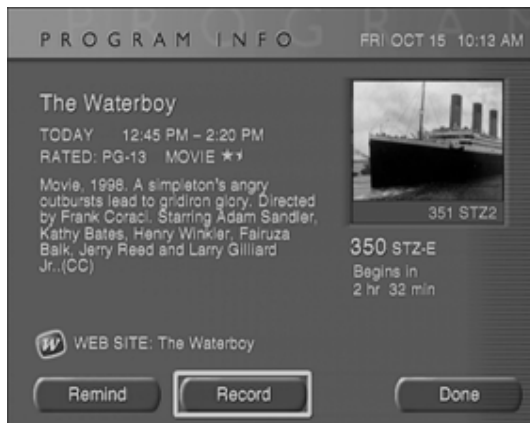 PROGRAM INFO
FRI OCT 15 10:13 AM
The Waterboy
TODAY 12:45 PM – 2:20 PM
RATED: PG-13 MOVIE
Movie, 1998. A simpleton's angry
outbursts lead to gridiron glory. Directed
by Frank Coraci. Starring Adam Sandler,
Kathy Bates, Henry Winkler, Fairuza
Balk, Jerry Reed and Larry Gilliard
Jr..(CC)
351 STZ2
350 STZ-E
Begins in
2 hr 32 min
W WEB SITE: The Waterboy
Remind
Record
Done